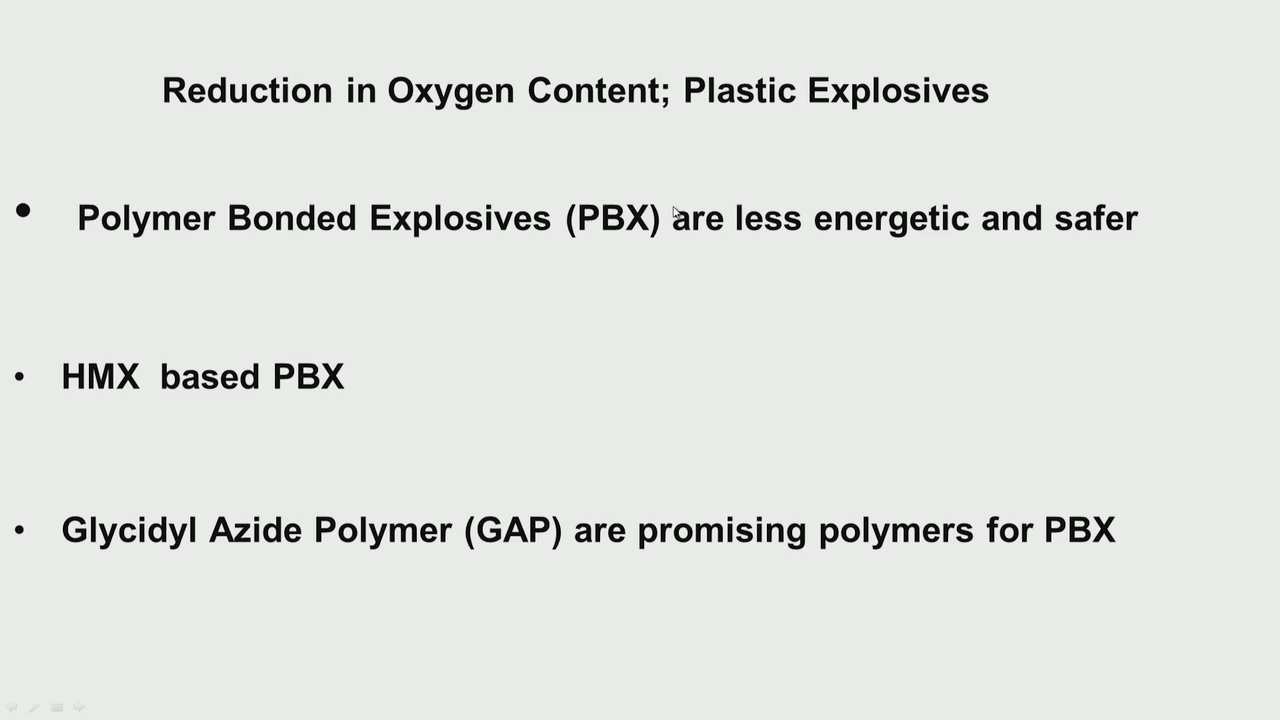 Reduction in Oxygen Content; Plastic Explosives
• Polymer Bonded Explosives (PBX) are less energetic and safer
• HMX based PBX
• Glycidyl Azide Polymer (GAP) are promising polymers for PBX